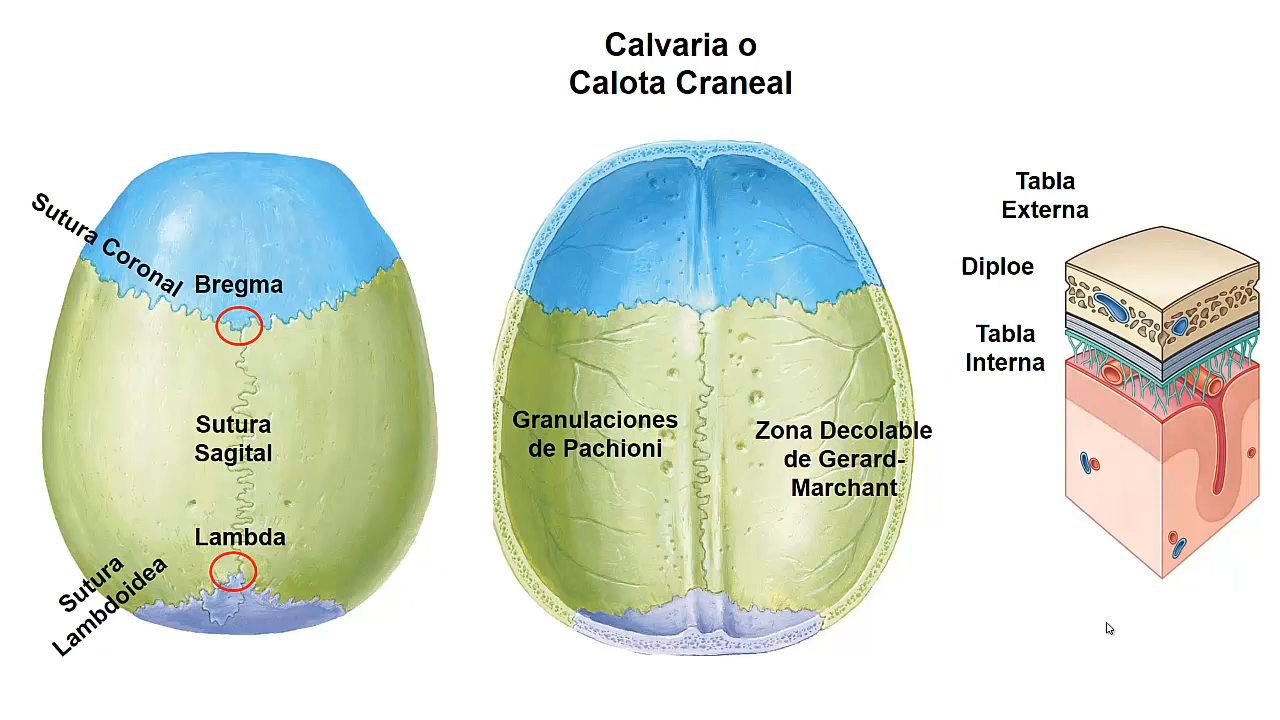 Calvaria o
Calota Craneal
Sutura Coronal
Bregma
Sutura
Sagital
Lambda
Sutura
Lambdoidea
Granulaciones
de Pachioni
Zona Decolable
de Gerard-
Marchant
Tabla
Externa
Diploe
Tabla
Interna